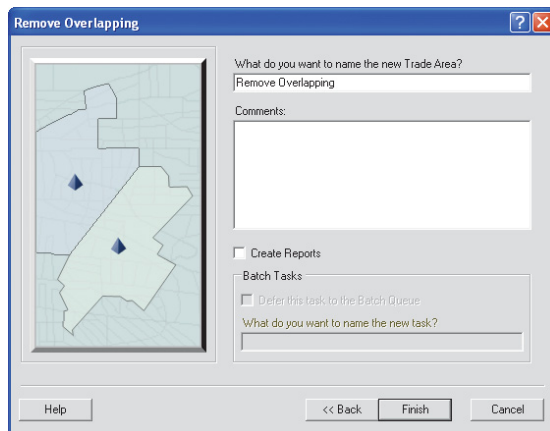 Remove Overlapping
What do you want to name the new Trade Area?
Remove Overlapping
Comments:
Create Reports
Batch Tasks
Defer this task to the Batch Queue
What do you want to name the new task?
Help
<< Back
Finish
Cancel